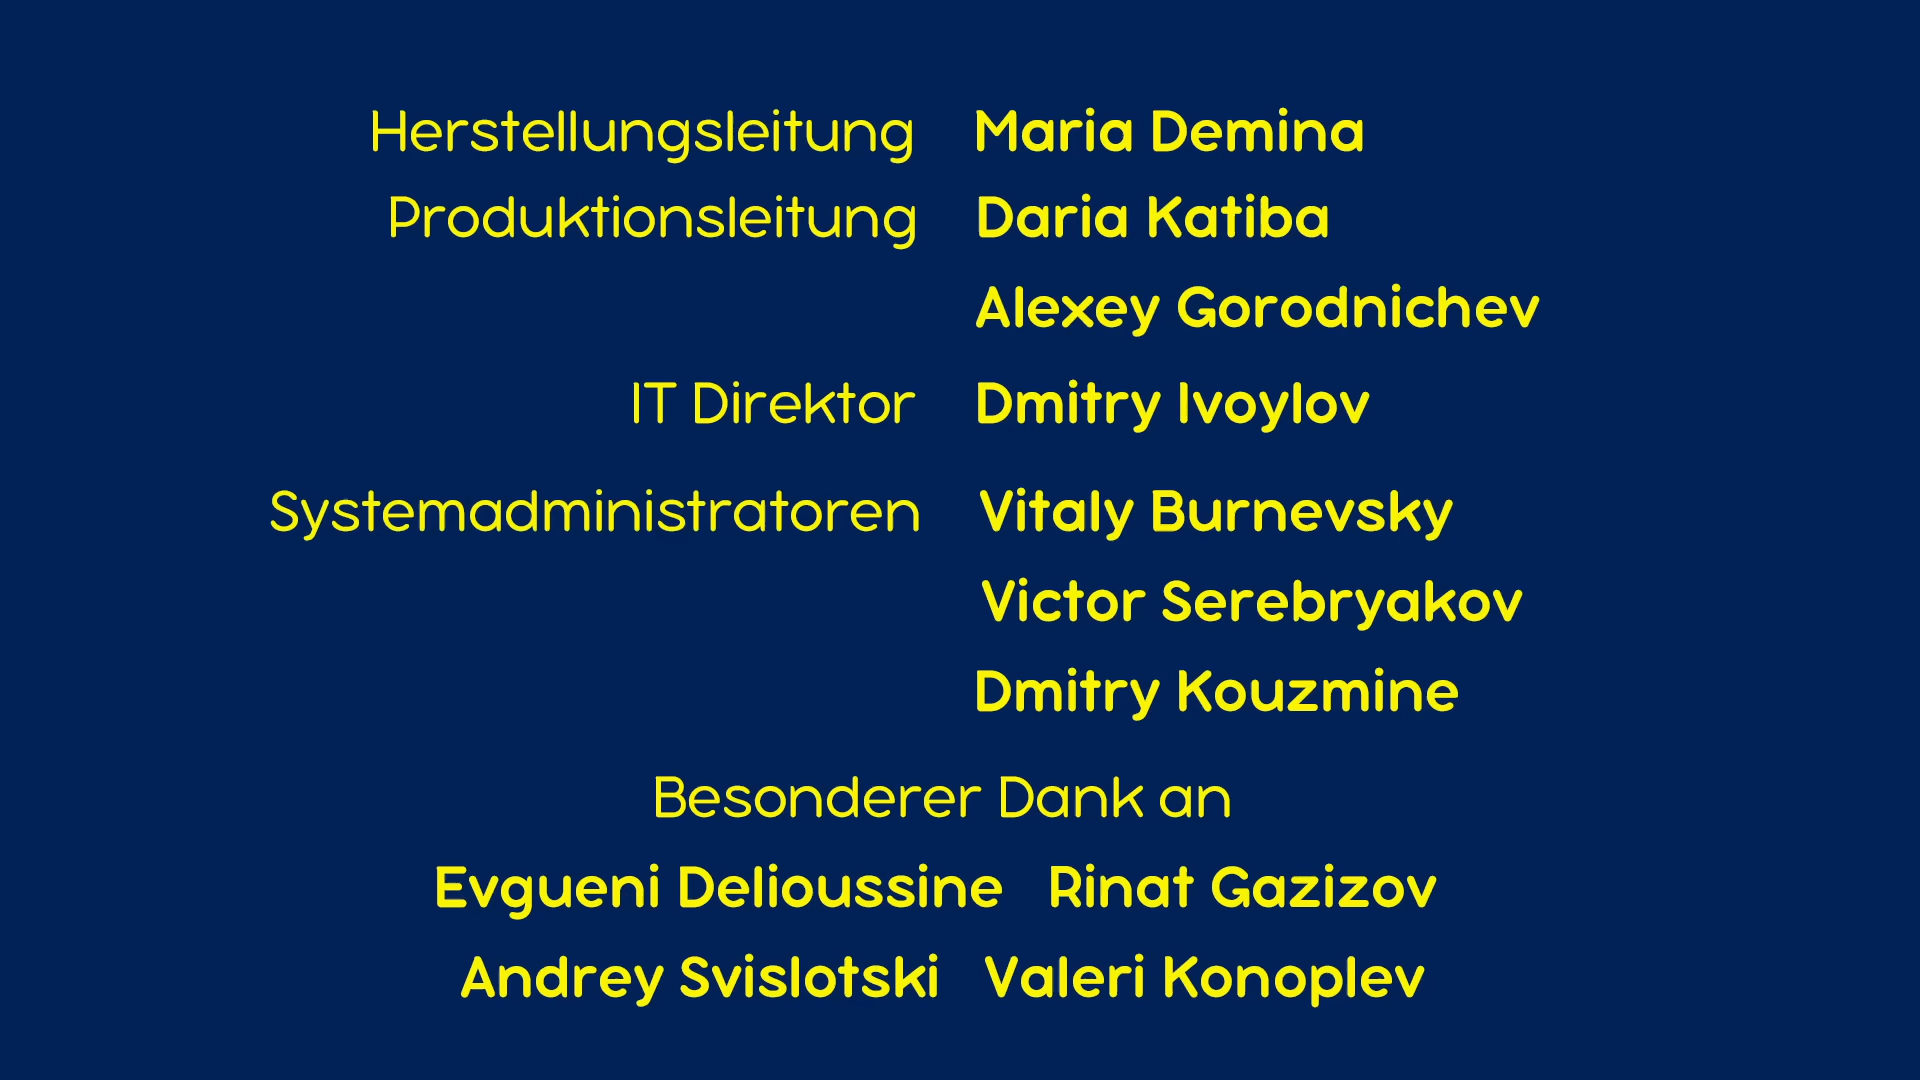 Herstellungsleitung Maria Demina
Produktionsleitung Daria Katiba
Alexey Gorodnichev
IT Direktor Dmitry Ivoylov
Systemadministratoren Vitaly Burnevsky
Victor Serebryakov
Dmitry Kouzmine
Besonderer Dank an
Evgueni Delioussine Rinat Gazizov
Andrey Svislotski Valeri Konoplev